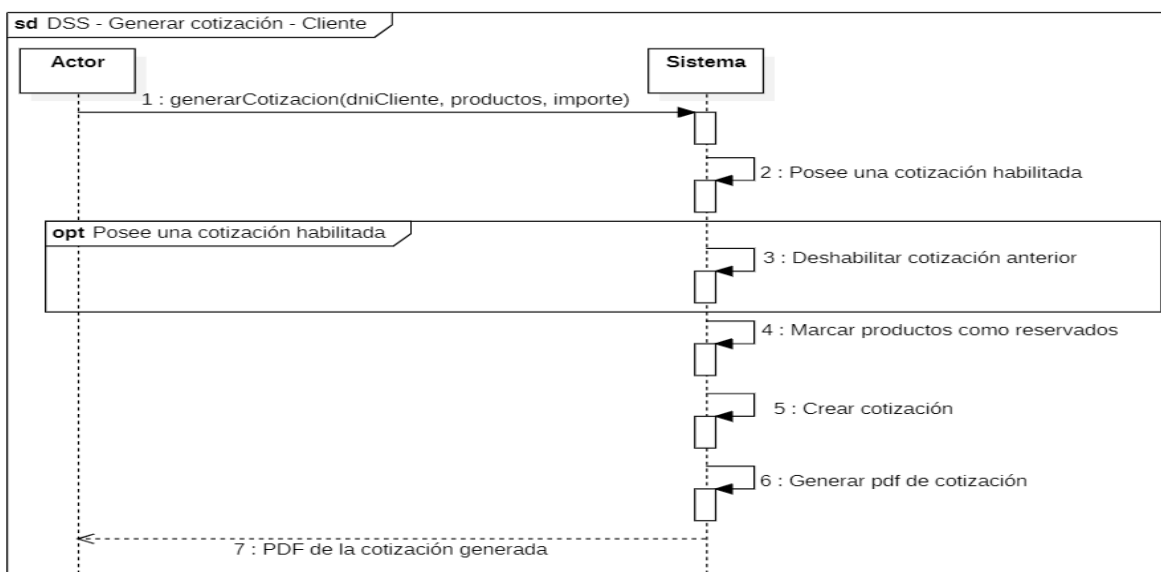 sd DSS - Generar cotización - Cliente
Actor
Sistema
1 : generarCotizacion(dniCliente, productos, importe)
2 : Posee una cotización habilitada
opt Posee una cotización habilitada
3 : Deshabilitar cotización anterior
4 : Marcar productos como reservados
5 : Crear cotización
6 : Generar pdf de cotización
7 : PDF de la cotización generada